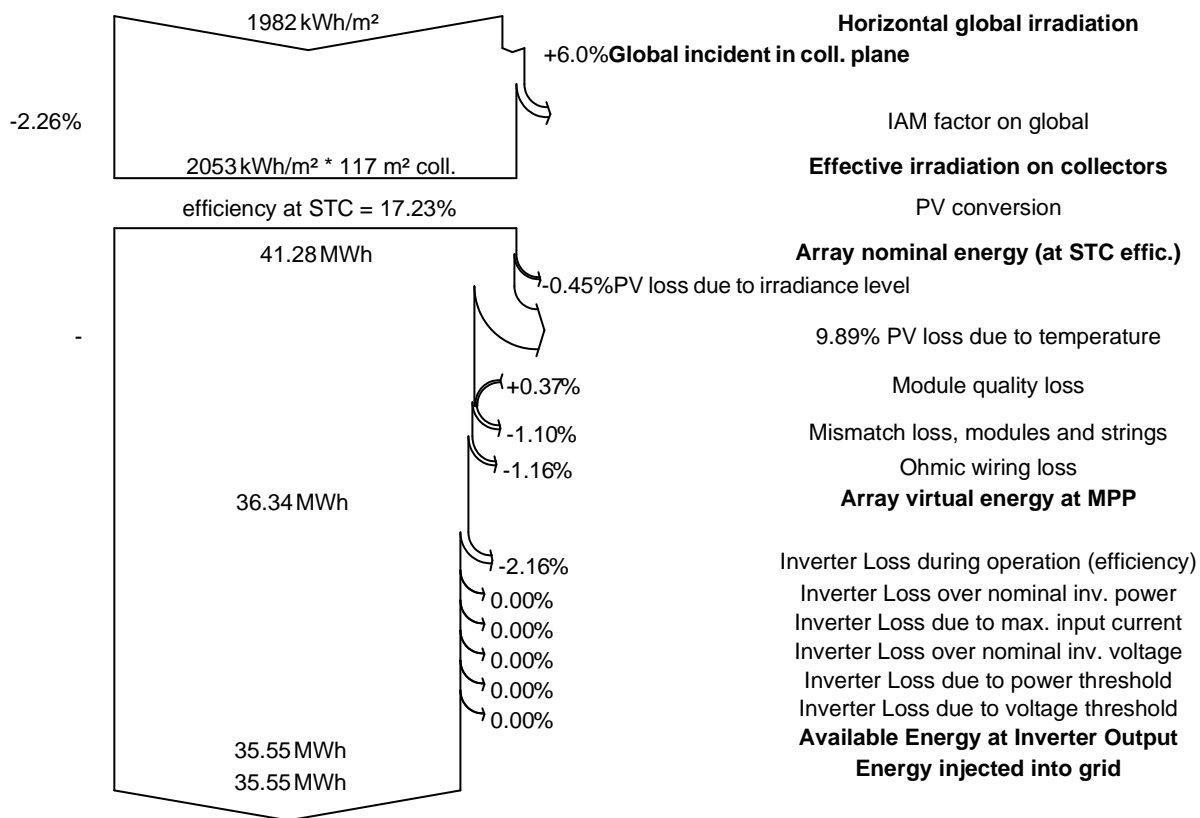 1982 kWh/m² Horizontal global irradiation
+6.0% Global incident in coll. plane
-2.26% IAM factor on global
2053 kWh/m² * 117 m² coll. Effective irradiation on collectors
efficiency at STC = 17.23% PV conversion
41.28 MWh Array nominal energy (at STC effic.)
-0.45% PV loss due to irradiance level
- 9.89% PV loss due to temperature
+0.37% Module quality loss
-1.10% Mismatch loss, modules and strings
-1.16% Ohmic wiring loss
36.34 MWh Array virtual energy at MPP
-2.16% Inverter Loss during operation (efficiency)
0.00% Inverter Loss over nominal inv. power
0.00% Inverter Loss due to max. input current
0.00% Inverter Loss over nominal inv. voltage
0.00% Inverter Loss due to power threshold
0.00% Inverter Loss due to voltage threshold
35.55 MWh Available Energy at Inverter Output
35.55 MWh Energy injected into grid